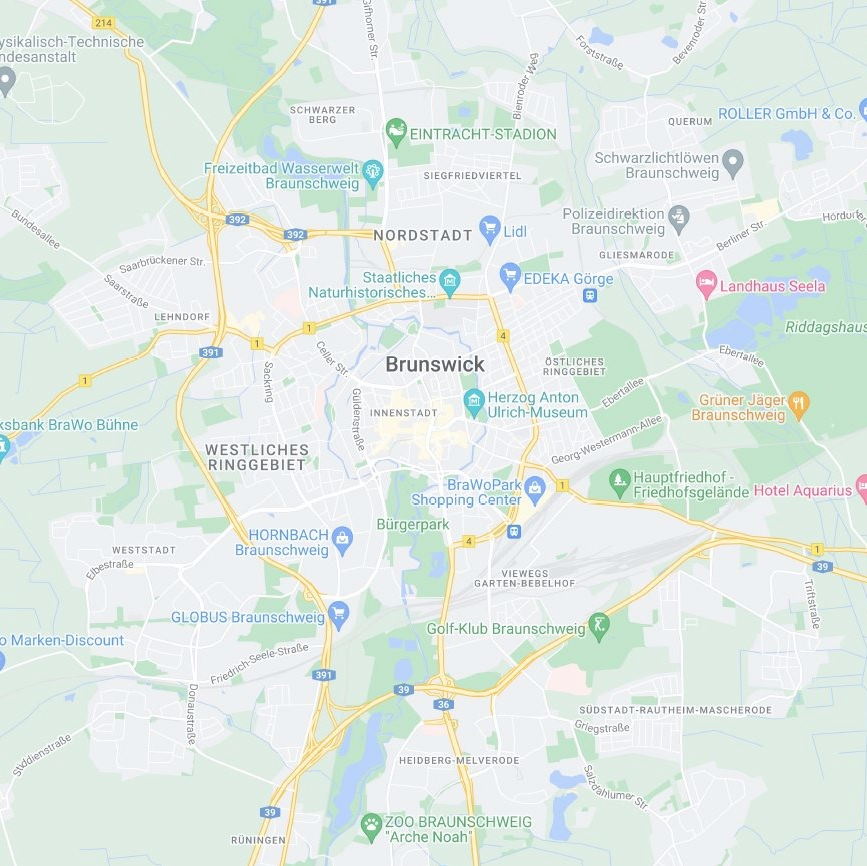 391
214
Gifhorner Str.
Bienroder Weg
Forststraße
Bevenroder Str.
ysikalisch-Technische
ndesanstalt
SCHWARZER
BERG
EINTRACHT-STADION
QUERUM
ROLLER GmbH & Co.
Freizeitbad Wasserwelt
Braunschweig
SIEGFRIEDVIERTEL
Schwarzlichtlöwen
Braunschweig
Bundesallee
392
392
NORDSTADT
Lidl
Polizeidirektion
Braunschweig
Berliner Str.
Saarbrückener Str.
Saarstraße
GLIESMARODE
Staatliches
Naturhistorisches...
EDEKA Görge
Landhaus Seela
LEHNDORF
1
1
4
Riddagshaus
391
Celler Str.
Brunswick
ÖSTLICHES
RINGGEBIET
Ebertallee
1
Sackring
Güldenstraße
INNENSTADT
Herzog Anton
Ulrich-Museum
Ebertallee
Grüner Jäger
Braunschweig
ksbank BraWo Bühne
Georg-Westermann-Allee
WESTLICHES
RINGGEBIET
BraWoPark
Shopping Center
1
Hauptfriedhof -
Friedhofsgelände
Hotel Aquarius
Bürgerpark
HORNBACH
Braunschweig
4
1
39
WESTSTADT
Elbestraße
VIEWEGS
GARTEN-BEBELHOF
Triftstraße
GLOBUS Braunschweig
Golf-Klub Braunschweig
o Marken-Discount
Friedrich-Seele-Straße
391
39
36
Donaustraße
SÜDSTADT-RAUTHEIM-MASCHERODE
Griegstraße
Stiddienstraße
HEIDBERG-MELVERODE
Salzdahlumer Str.
39
ZOO BRAUNSCHWEIG
"Arche Noah"
RÜNINGEN